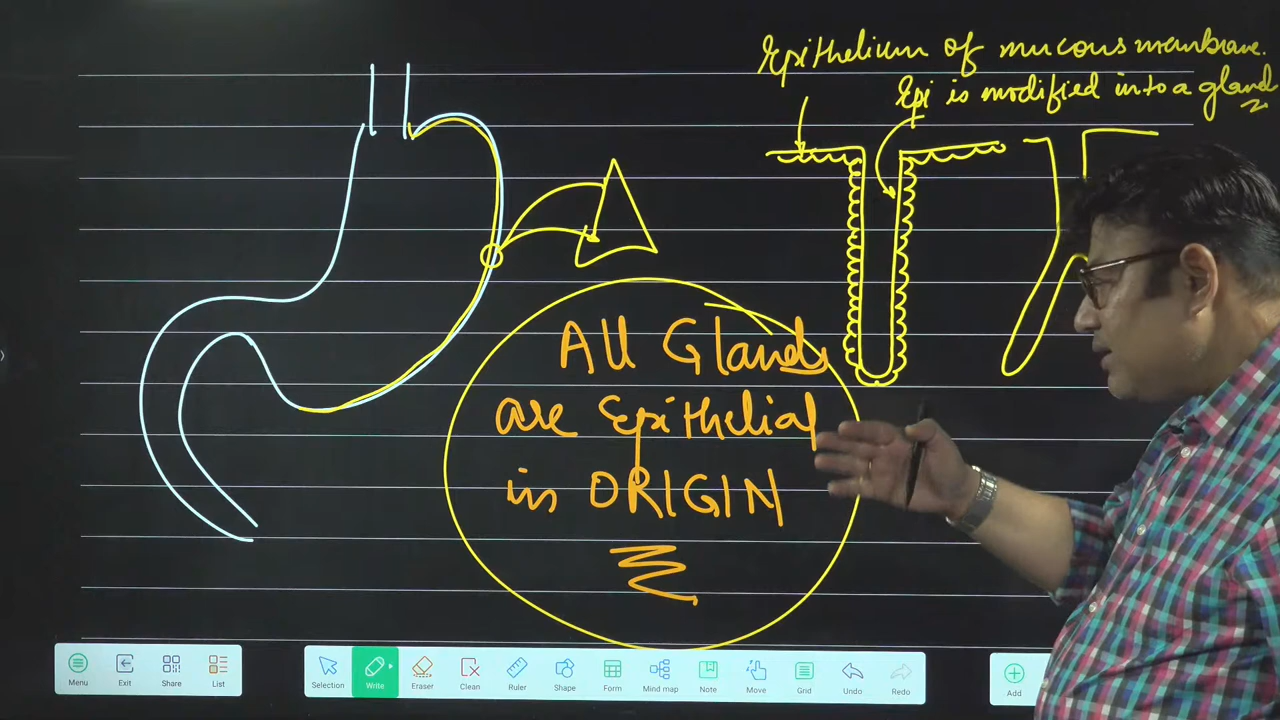 Epithelium of mucous manbrane.
Epi is modified into a gland
All Glands
are Epithelial
in ORIGIN
Menu
Exit
Share
List
Selection
Write
Eraser
Clean
Ruler
Shape
Form
Mind map
Note
Move
Grid
Undo
Redo
Add